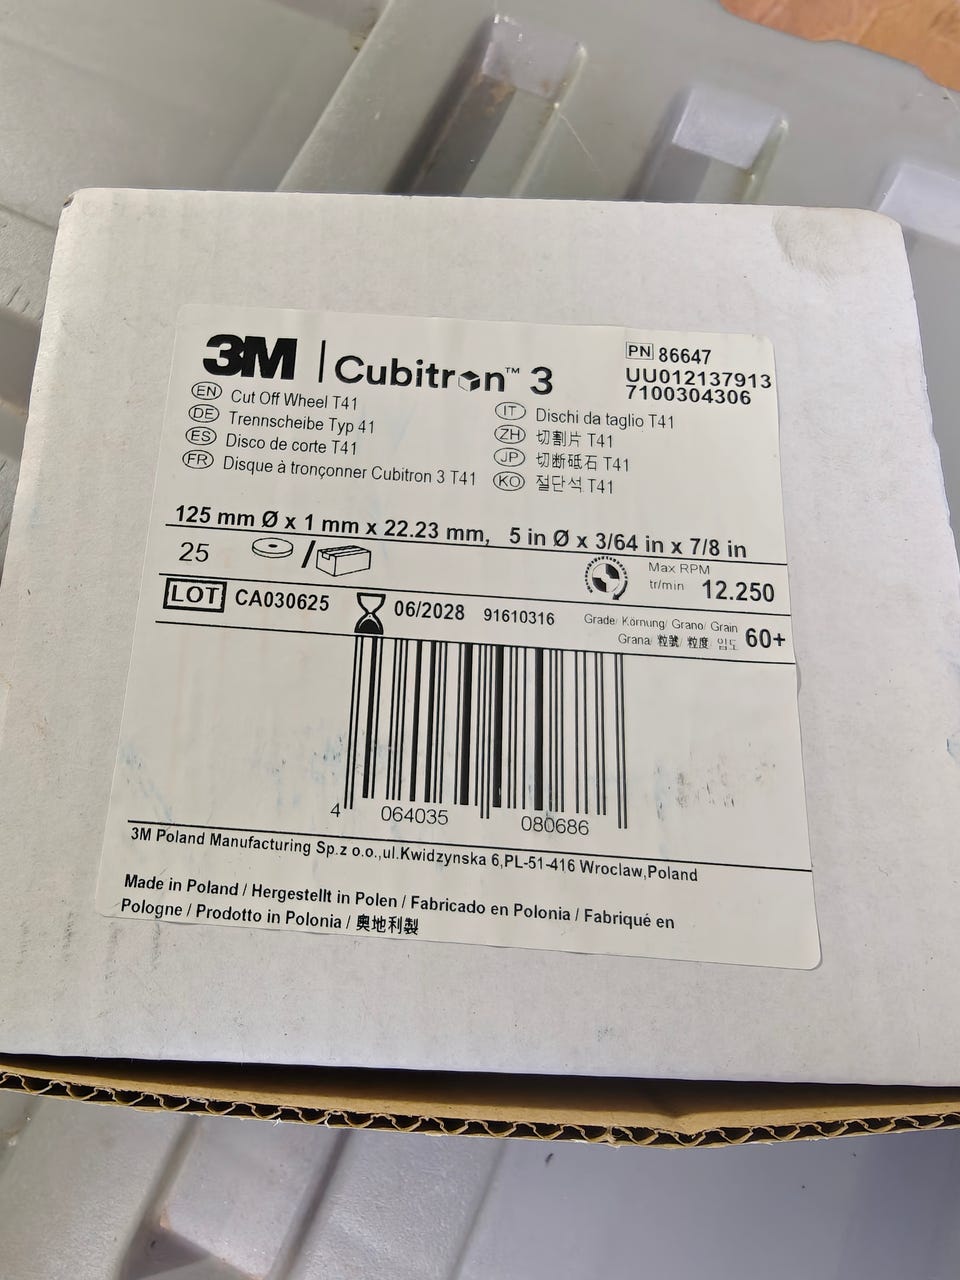 3M | Cubitron™ 3
PN 86647
UU012137913
7100304306
EN Cut Off Wheel T41
DE Trennscheibe Typ 41
ES Disco de corte T41
FR Disque à tronçonner Cubitron 3 T41
IT Dischi da taglio T41
ZH 切割片 T41
JP 切断砥石 T41
KO 절단석 T41
125 mm Ø x 1 mm x 22.23 mm, 5 in Ø x 3/64 in x 7/8 in
25 /
Max RPM
tr/min 12.250
LOT CA030625 06/2028 91610316
Grade/ Körnung/ Grano/ Grain
Grana/ 粒號/ 粒度/ 입도 60+
4 064035 080686
3M Poland Manufacturing Sp.z o.o.,ul.Kwidzynska 6,PL-51-416 Wroclaw,Poland
Made in Poland / Hergestellt in Polen / Fabricado en Polonia / Fabriqué en
Pologne / Prodotto in Polonia / 奧地利製